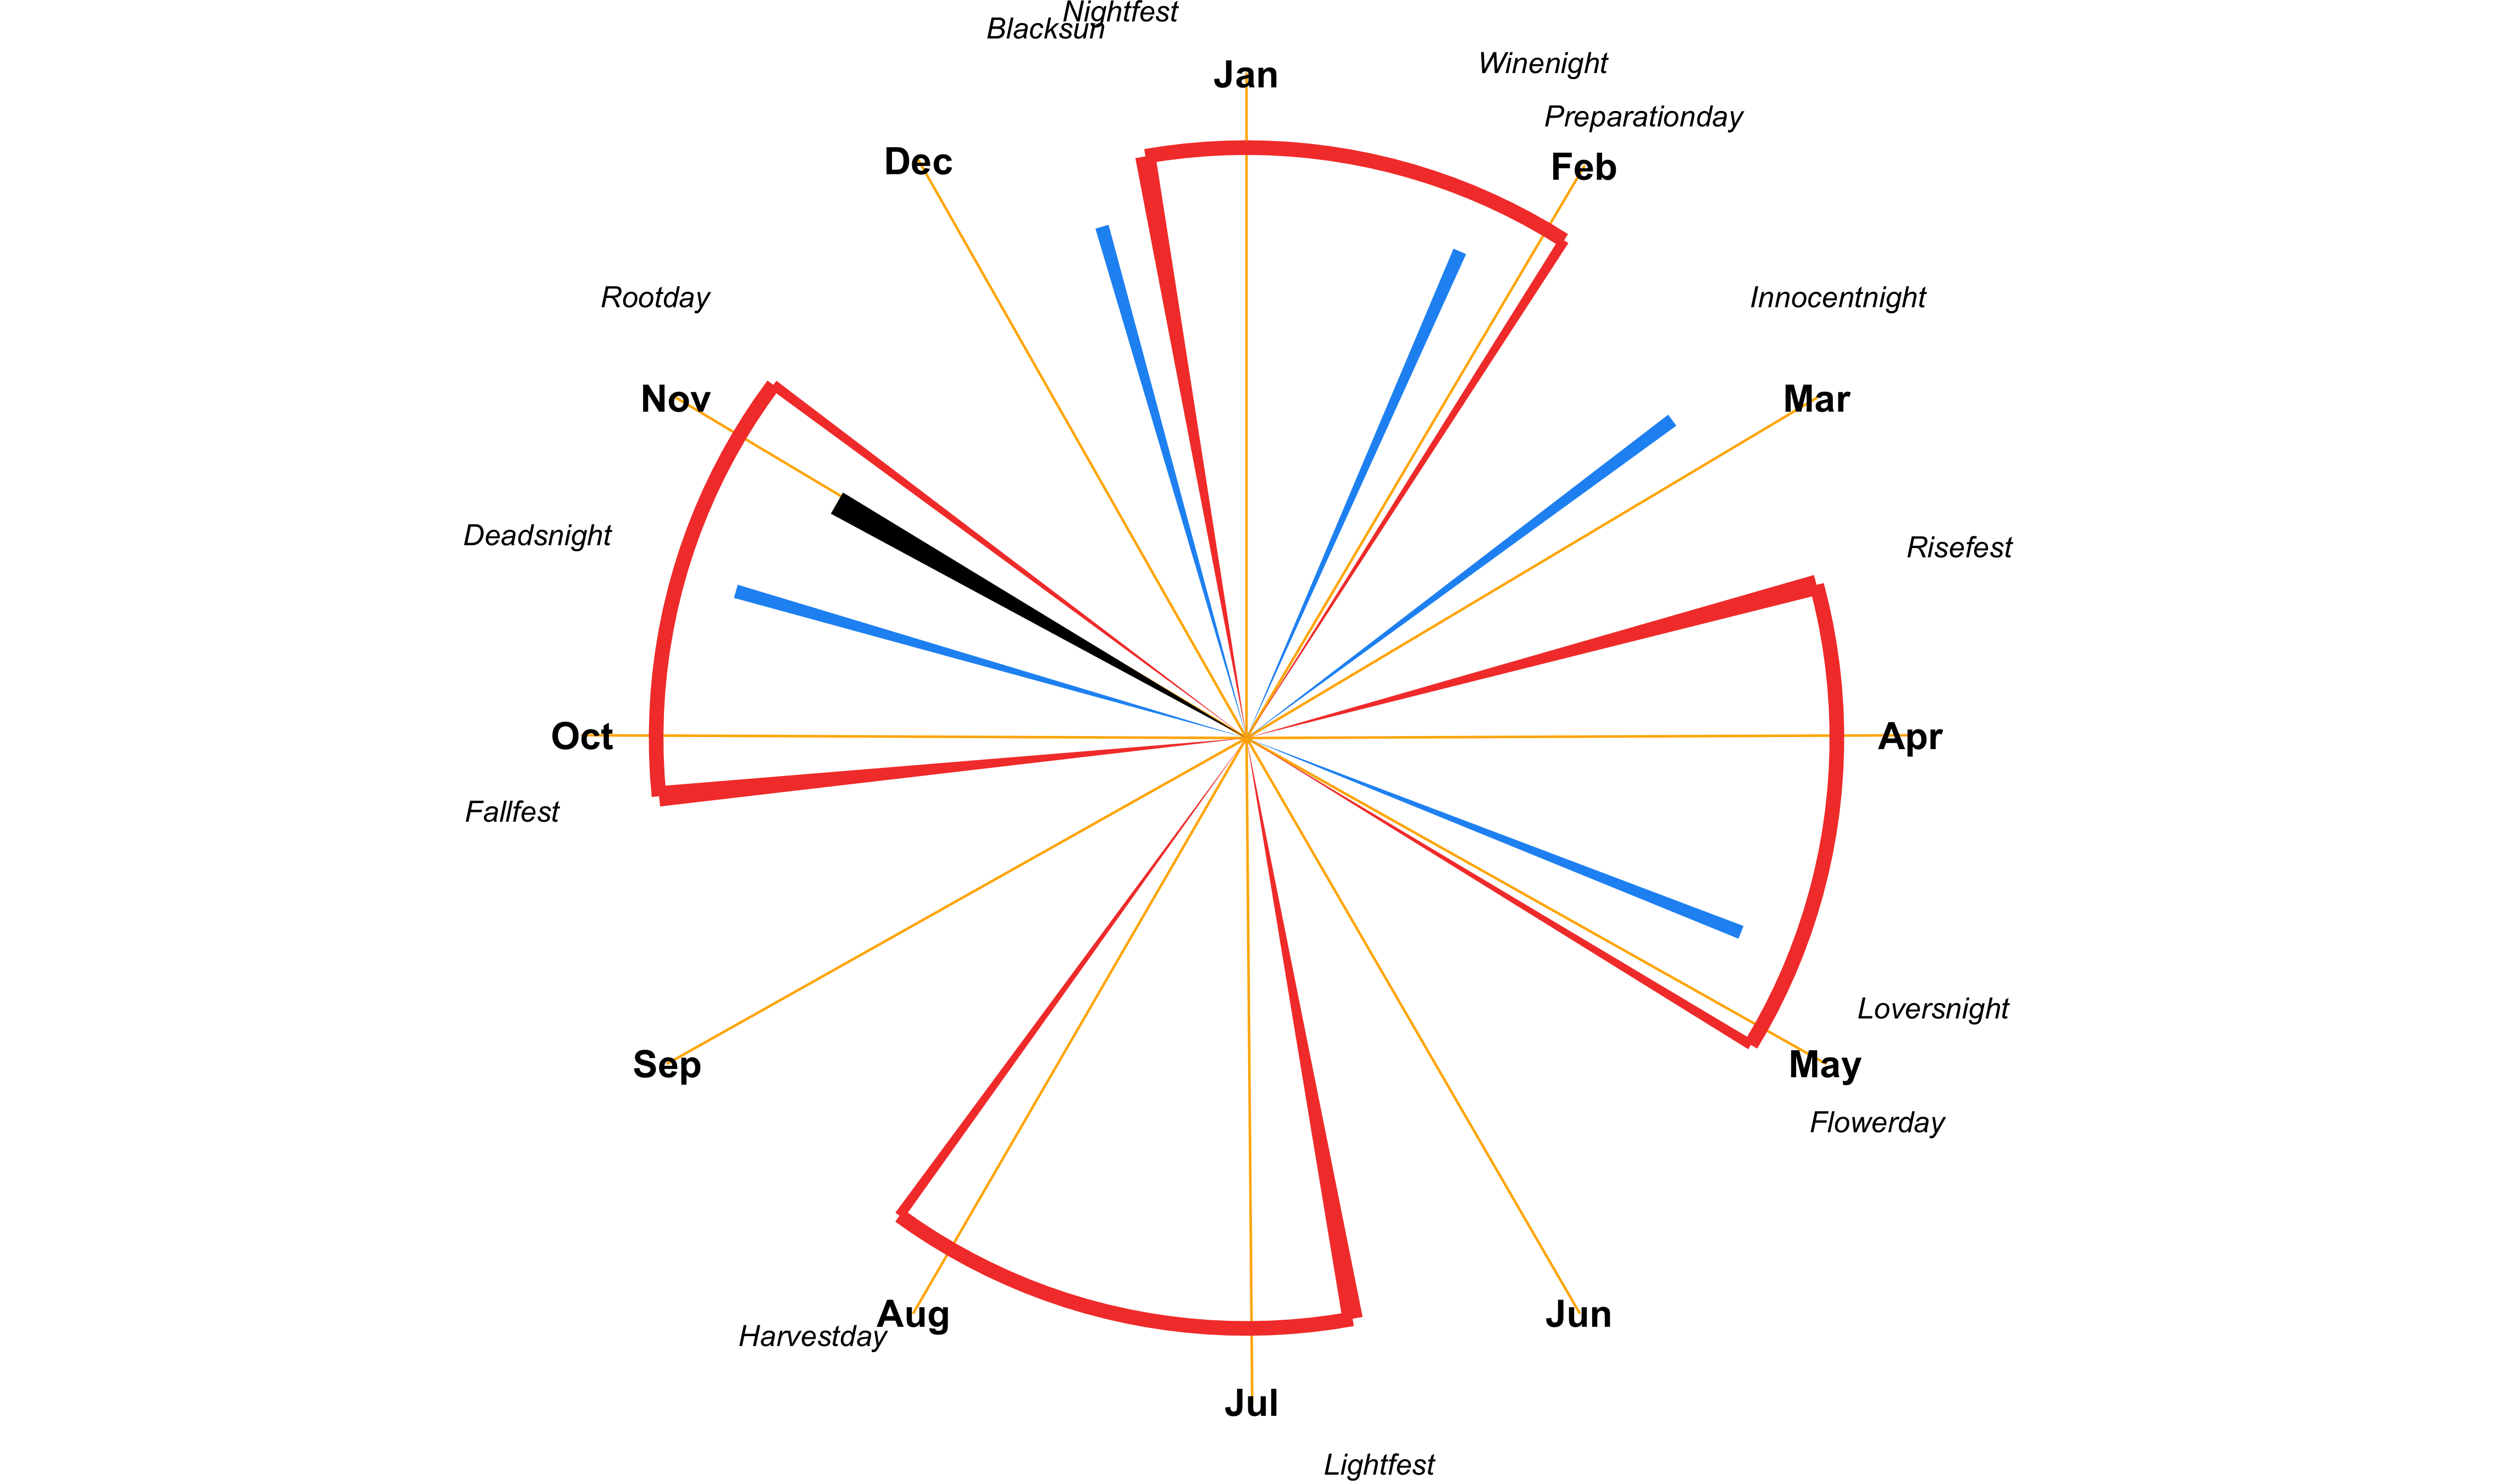 Nightfest
Blacksun
Jan
Winenight
Preparationday
Dec
Feb
Rootday
Innocentnight
Nov
Mar
Deadsnight
Risefest
Oct
Apr
Fallfest
Loversnight
Sep
May
Flowerday
Aug
Jun
Harvestday
Jul
Lightfest